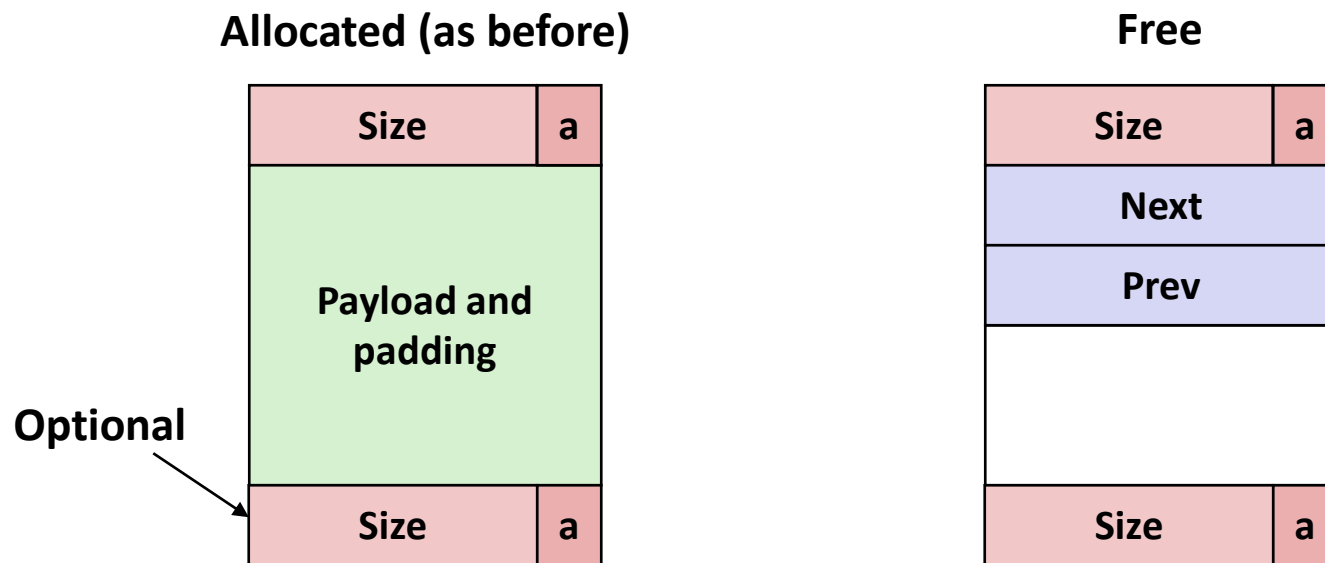 Allocated (as before)
Free
Size a
Size a
Next
Prev
Payload and
padding
Optional
Size a
Size a